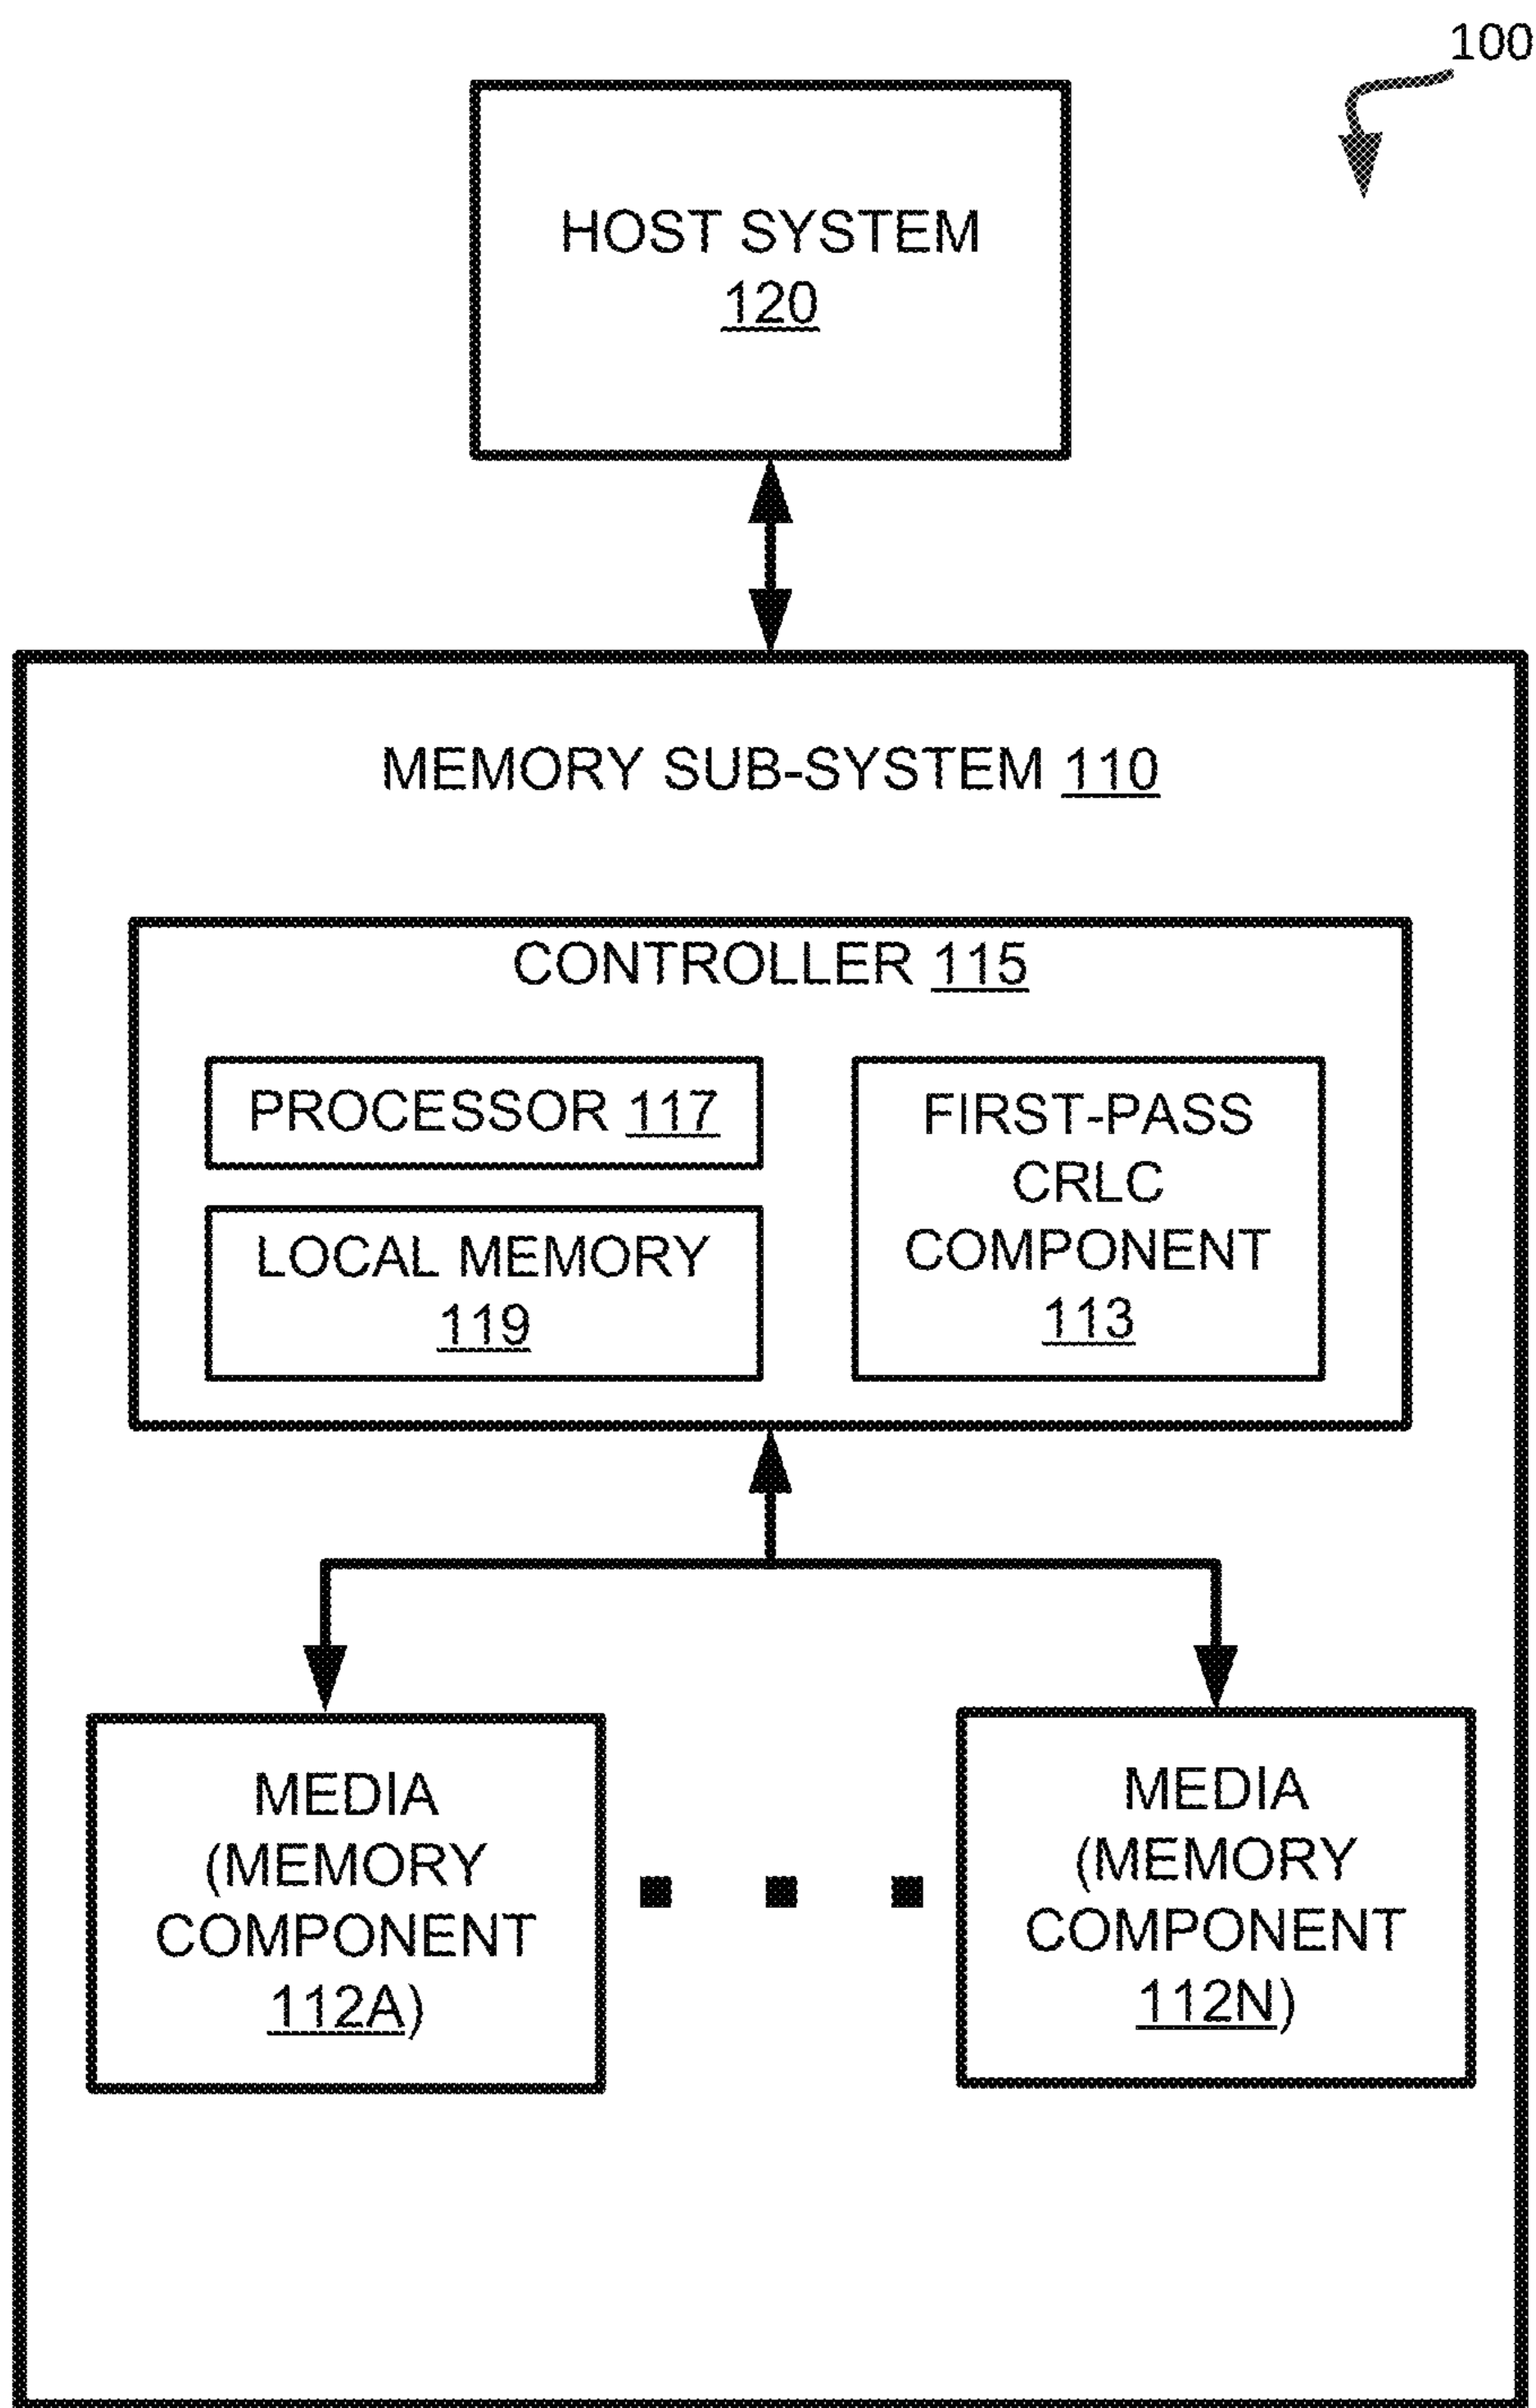 100
HOST SYSTEM
120
MEMORY SUB-SYSTEM 110
CONTROLLER 115
PROCESSOR 117
LOCAL MEMORY
119
FIRST-PASS
CRLC
COMPONENT
113
MEDIA
(MEMORY
COMPONENT
112A)
MEDIA
(MEMORY
COMPONENT
112N)